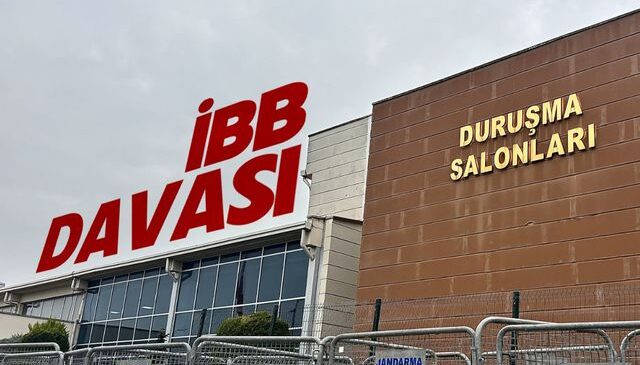 İBB
DAVASI
DURUŞMA
SALONLARI
JANDARMA